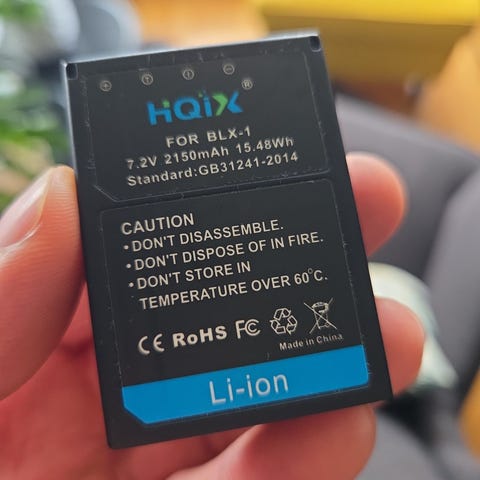 + T I −
HQiX®
FOR BLX-1
7.2V 2150mAh 15.48Wh
Standard:GB31241-2014
CAUTION
•DON'T DISASSEMBLE.
•DON'T DISPOSE OF IN FIRE.
•DON'T STORE IN
TEMPERATURE OVER 60°C.
CE RoHS FC
Made in China
Li-ion